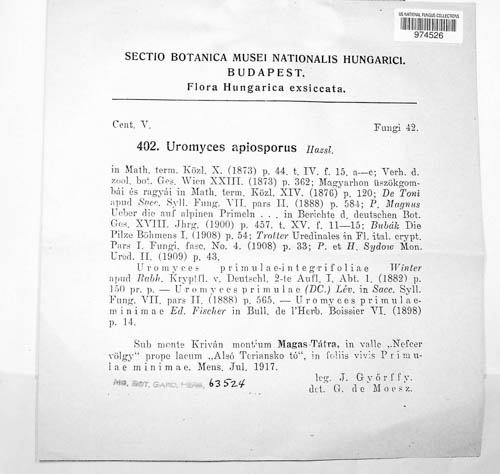 US NATIONAL FUNGUS COLLECTIONS
974526
SECTIO BOTANICA MUSEI NATIONALIS HUNGARICI.
BUDAPEST.
Flora Hungarica exsiccata.
Cent. V.
Fungi 42.
402. Uromyces apiosporus Hazsl.
in Math. term. Közl. X. (1873) p. 44. t. IV. f. 15, a—c; Verh. d.
zool. bot. Ges. Wien XXIII. (1873) p. 362; Magyarhon üszökgom-
bái és ragyái in Math. term. Közl. XIV. (1876) p. 120; De Toni
apud Sacc. Syll. Fung. VII. pars II. (1888) p. 584; P. Magnus
Ueber die auf alpinen Primeln . . . in Berichte d. deutschen Bot.
Ges. XVIII. Jhrg. (1900) p. 457. t. XV. f. 11—15; Bubák Die
Pilze Böhmens I. (1908) p. 54; Trotter Uredinales in Fl. ital. crypt.
Pars I. Fungi, fasc. No. 4. (1908) p. 33; P. et H. Sydow Mon.
Ured. II. (1909) p. 43.
Uromyces primulae-integrifoliae Winter
apud Rabh. Kryptfl. v. Deutschl. 2-te Aufl. I. Abt. 1. (1882) p.
150 pr. p. — Uromyces primulae (DC.) Lév. in Sacc. Syll.
Fung. VII. pars II. (1888) p. 565. — Uromyces primulae-
minimae Ed. Fischer in Bull. de l'Herb. Boissier VI. (1898)
p. 14.
Sub monte Kriván montium Magas-Tátra, in valle „Nefcer
völgy" prope lacum „Alsó Teriansko tó", in foliis vivis Primu-
lae minimae. Mens. Jul. 1917.
leg. J. Győrffy.
det. G. de Moesz.
MO. BOT. GARD. HERB. 63524